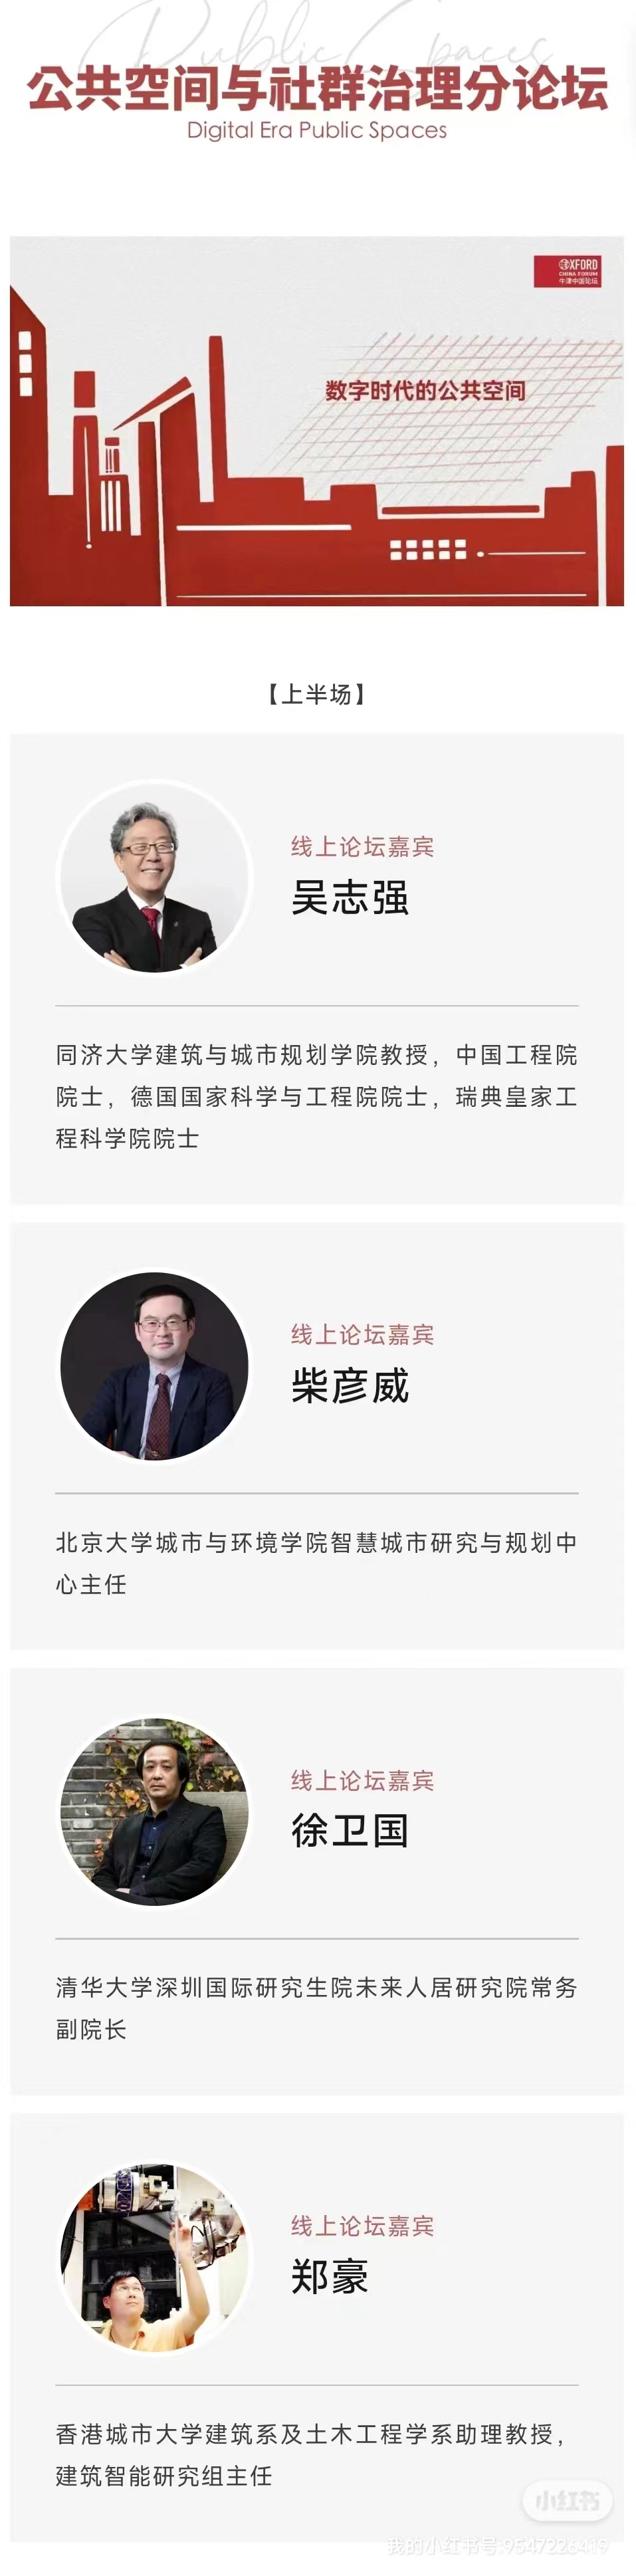 Public Spaces
公共空间与社群治理分论坛
Digital Era Public Spaces
OXFORD
CHINA FORUM
牛津中国论坛
数字时代的公共空间
【上半场】
线上论坛嘉宾
吴志强
同济大学建筑与城市规划学院教授，中国工程院
院士，德国国家科学与工程院院士，瑞典皇家工
程科学院院士
线上论坛嘉宾
柴彦威
北京大学城市与环境学院智慧城市研究与规划中
心主任
线上论坛嘉宾
徐卫国
清华大学深圳国际研究生院未来人居研究院常务
副院长
线上论坛嘉宾
郑豪
香港城市大学建筑系及土木工程学系助理教授，
建筑智能研究组主任
小红书
我的小红书号:9547226419